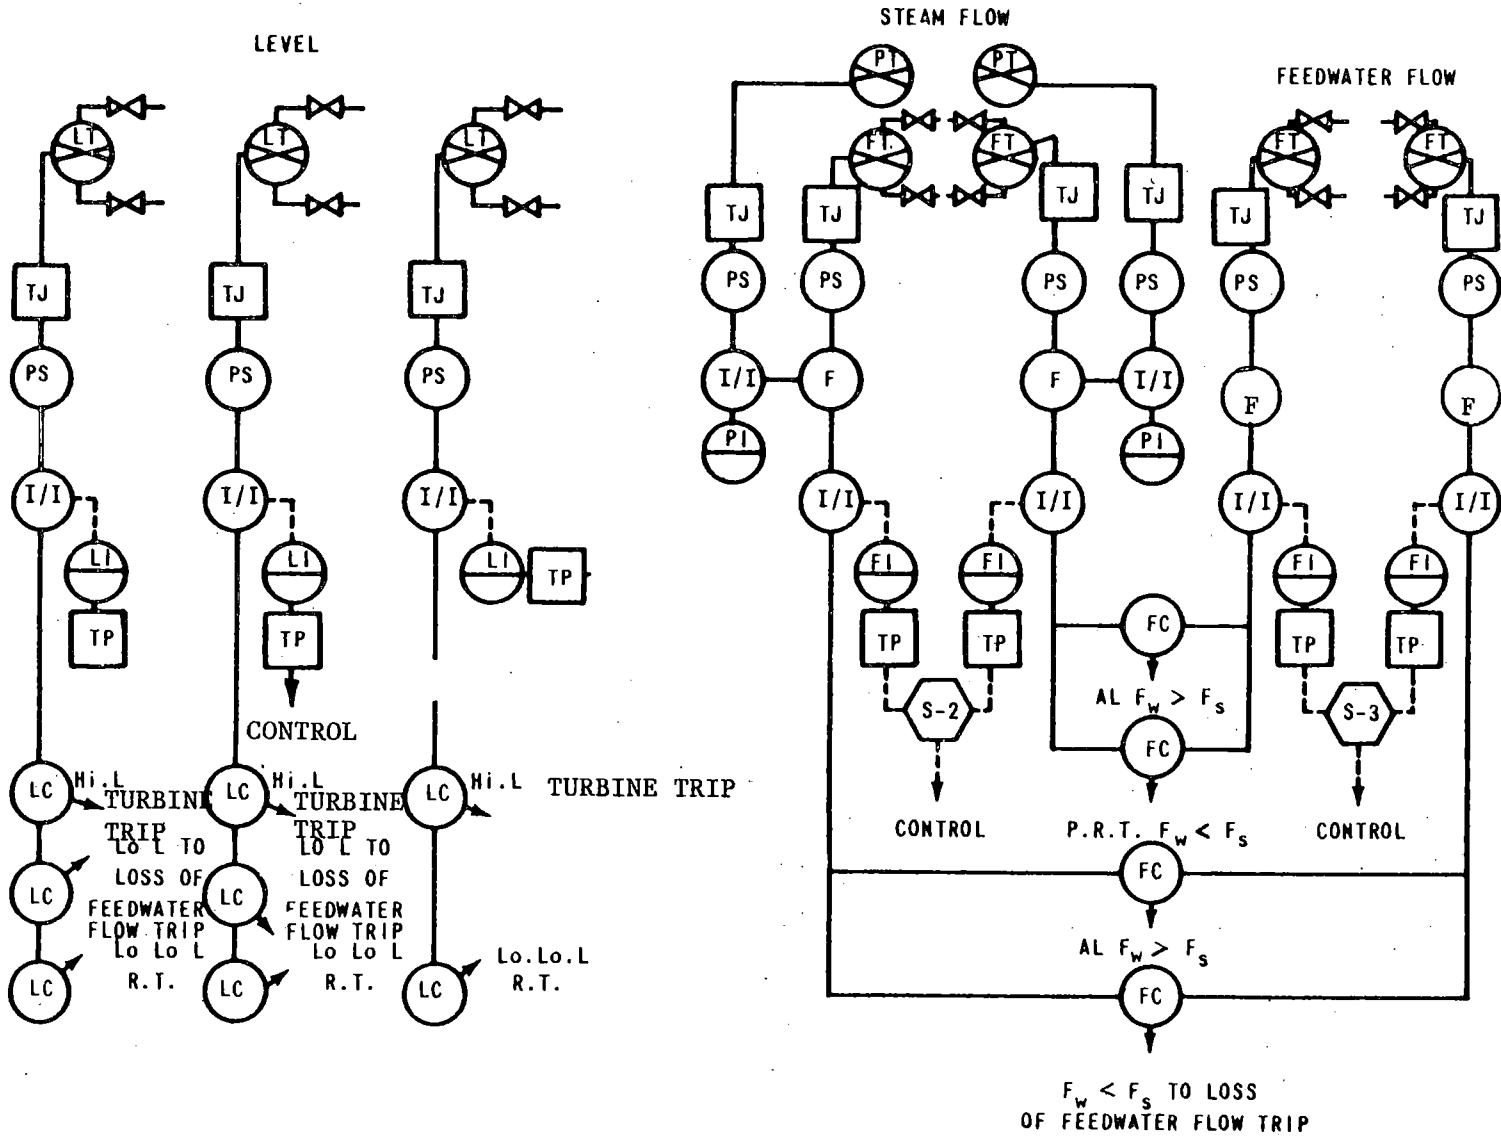 STEAM FLOW
LEVEL
FEEDWATER FLOW
PT PT
LT LT LT FT FT FT FT
TJ TJ TJ TJ TJ TJ
PS PS PS PS PS PS
TJ TJ TJ
PS PS PS
I/I F F I/I F F
PI PI
I/I I/I I/I I/I I/I I/I I/I
LI LI LI TP FI FI FI FI
TP TP TP TP FC TP TP
AL Fw > Fs
S-2 S-3
CONTROL
FC
LC Hi.L LC Hi.L LC Hi.L TURBINE TRIP
TURBINE
TRIP
TURBINE
TRIP
CONTROL P.R.T. Fw < Fs CONTROL
LO L TO
LOSS OF
FEEDWATER
FLOW TRIP
LO L TO
LOSS OF
FEEDWATER
FLOW TRIP
LC LC FC
Lo Lo L
R.T.
Lo Lo L
R.T.
Lo.Lo.L
R.T.
AL Fw > Fs
LC LC LC FC
Fw < Fs TO LOSS
OF FEEDWATER FLOW TRIP